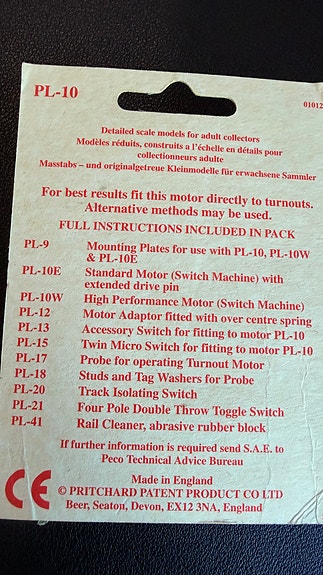 PL-10
01012
Detailed scale models for adult collectors
Modèles réduits, construits a l'échelle en détails pour
collectionneurs adulte
Masstabs – und originalgetreue Kleinmodelle für erwachsene Sammler
For best results fit this motor directly to turnouts.
Alternative methods may be used.
FULL INSTRUCTIONS INCLUDED IN PACK
PL-9 Mounting Plates for use with PL-10, PL-10W
& PL-10E
PL-10E Standard Motor (Switch Machine) with
extended drive pin
PL-10W High Performance Motor (Switch Machine)
PL-12 Motor Adaptor fitted with over centre spring
PL-13 Accessory Switch for fitting to motor PL-10
PL-15 Twin Micro Switch for fitting to motor PL-10
PL-17 Probe for operating Turnout Motor
PL-18 Studs and Tag Washers for Probe
PL-20 Track Isolating Switch
PL-21 Four Pole Double Throw Toggle Switch
PL-41 Rail Cleaner, abrasive rubber block
If further information is required send S.A.E. to
Peco Technical Advice Bureau
Made in England
CE © PRITCHARD PATENT PRODUCT CO LTD
Beer, Seaton, Devon, EX12 3NA, England